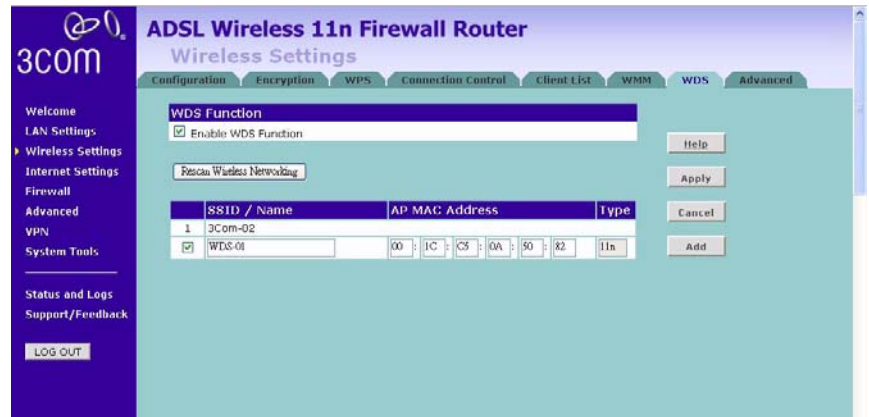 3COM
ADSL Wireless 11n Firewall Router
Wireless Settings
Configuration Encryption WPS Connection Control Client List WMM WDS Advanced
Welcome
LAN Settings
Wireless Settings
Internet Settings
Firewall
Advanced
VPN
System Tools
Status and Logs
Support/Feedback
LOG OUT
WDS Function
Enable WDS Function
Rescan Wireless Networking
SSID / Name AP MAC Address Type
1 3Com-02
WDS-01 00 : 1C : C5 : 0A : 50 : 82 11n
Help
Apply
Cancel
Add